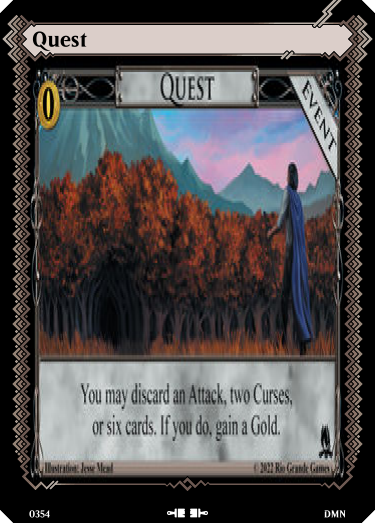 Quest
QUEST
0
EVENT
You may discard an Attack, two Curses,
or six cards. If you do, gain a Gold.
Illustration: Jesse Mead © 2022 Rio Grande Games
0354 DMN